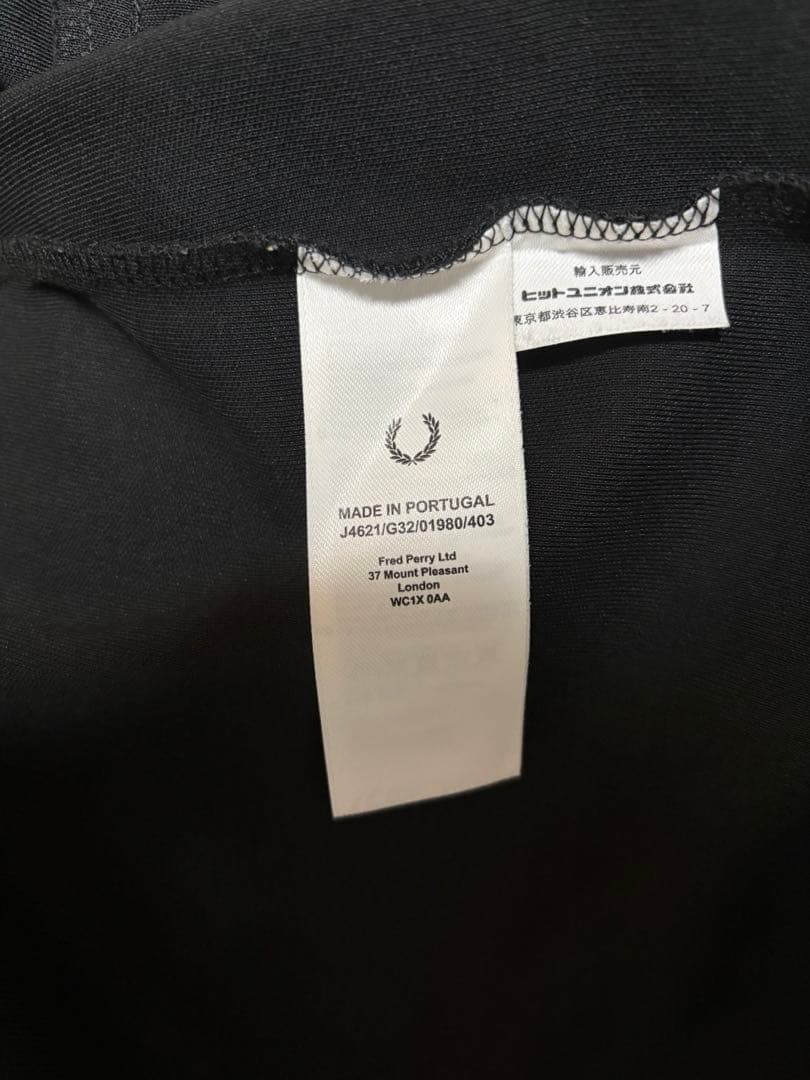 輸入販売元
ヒットユニオン株式会社
東京都渋谷区恵比寿南2-20-7
MADE IN PORTUGAL
J4621/G32/01980/403
Fred Perry Ltd
37 Mount Pleasant
London
WC1X 0AA